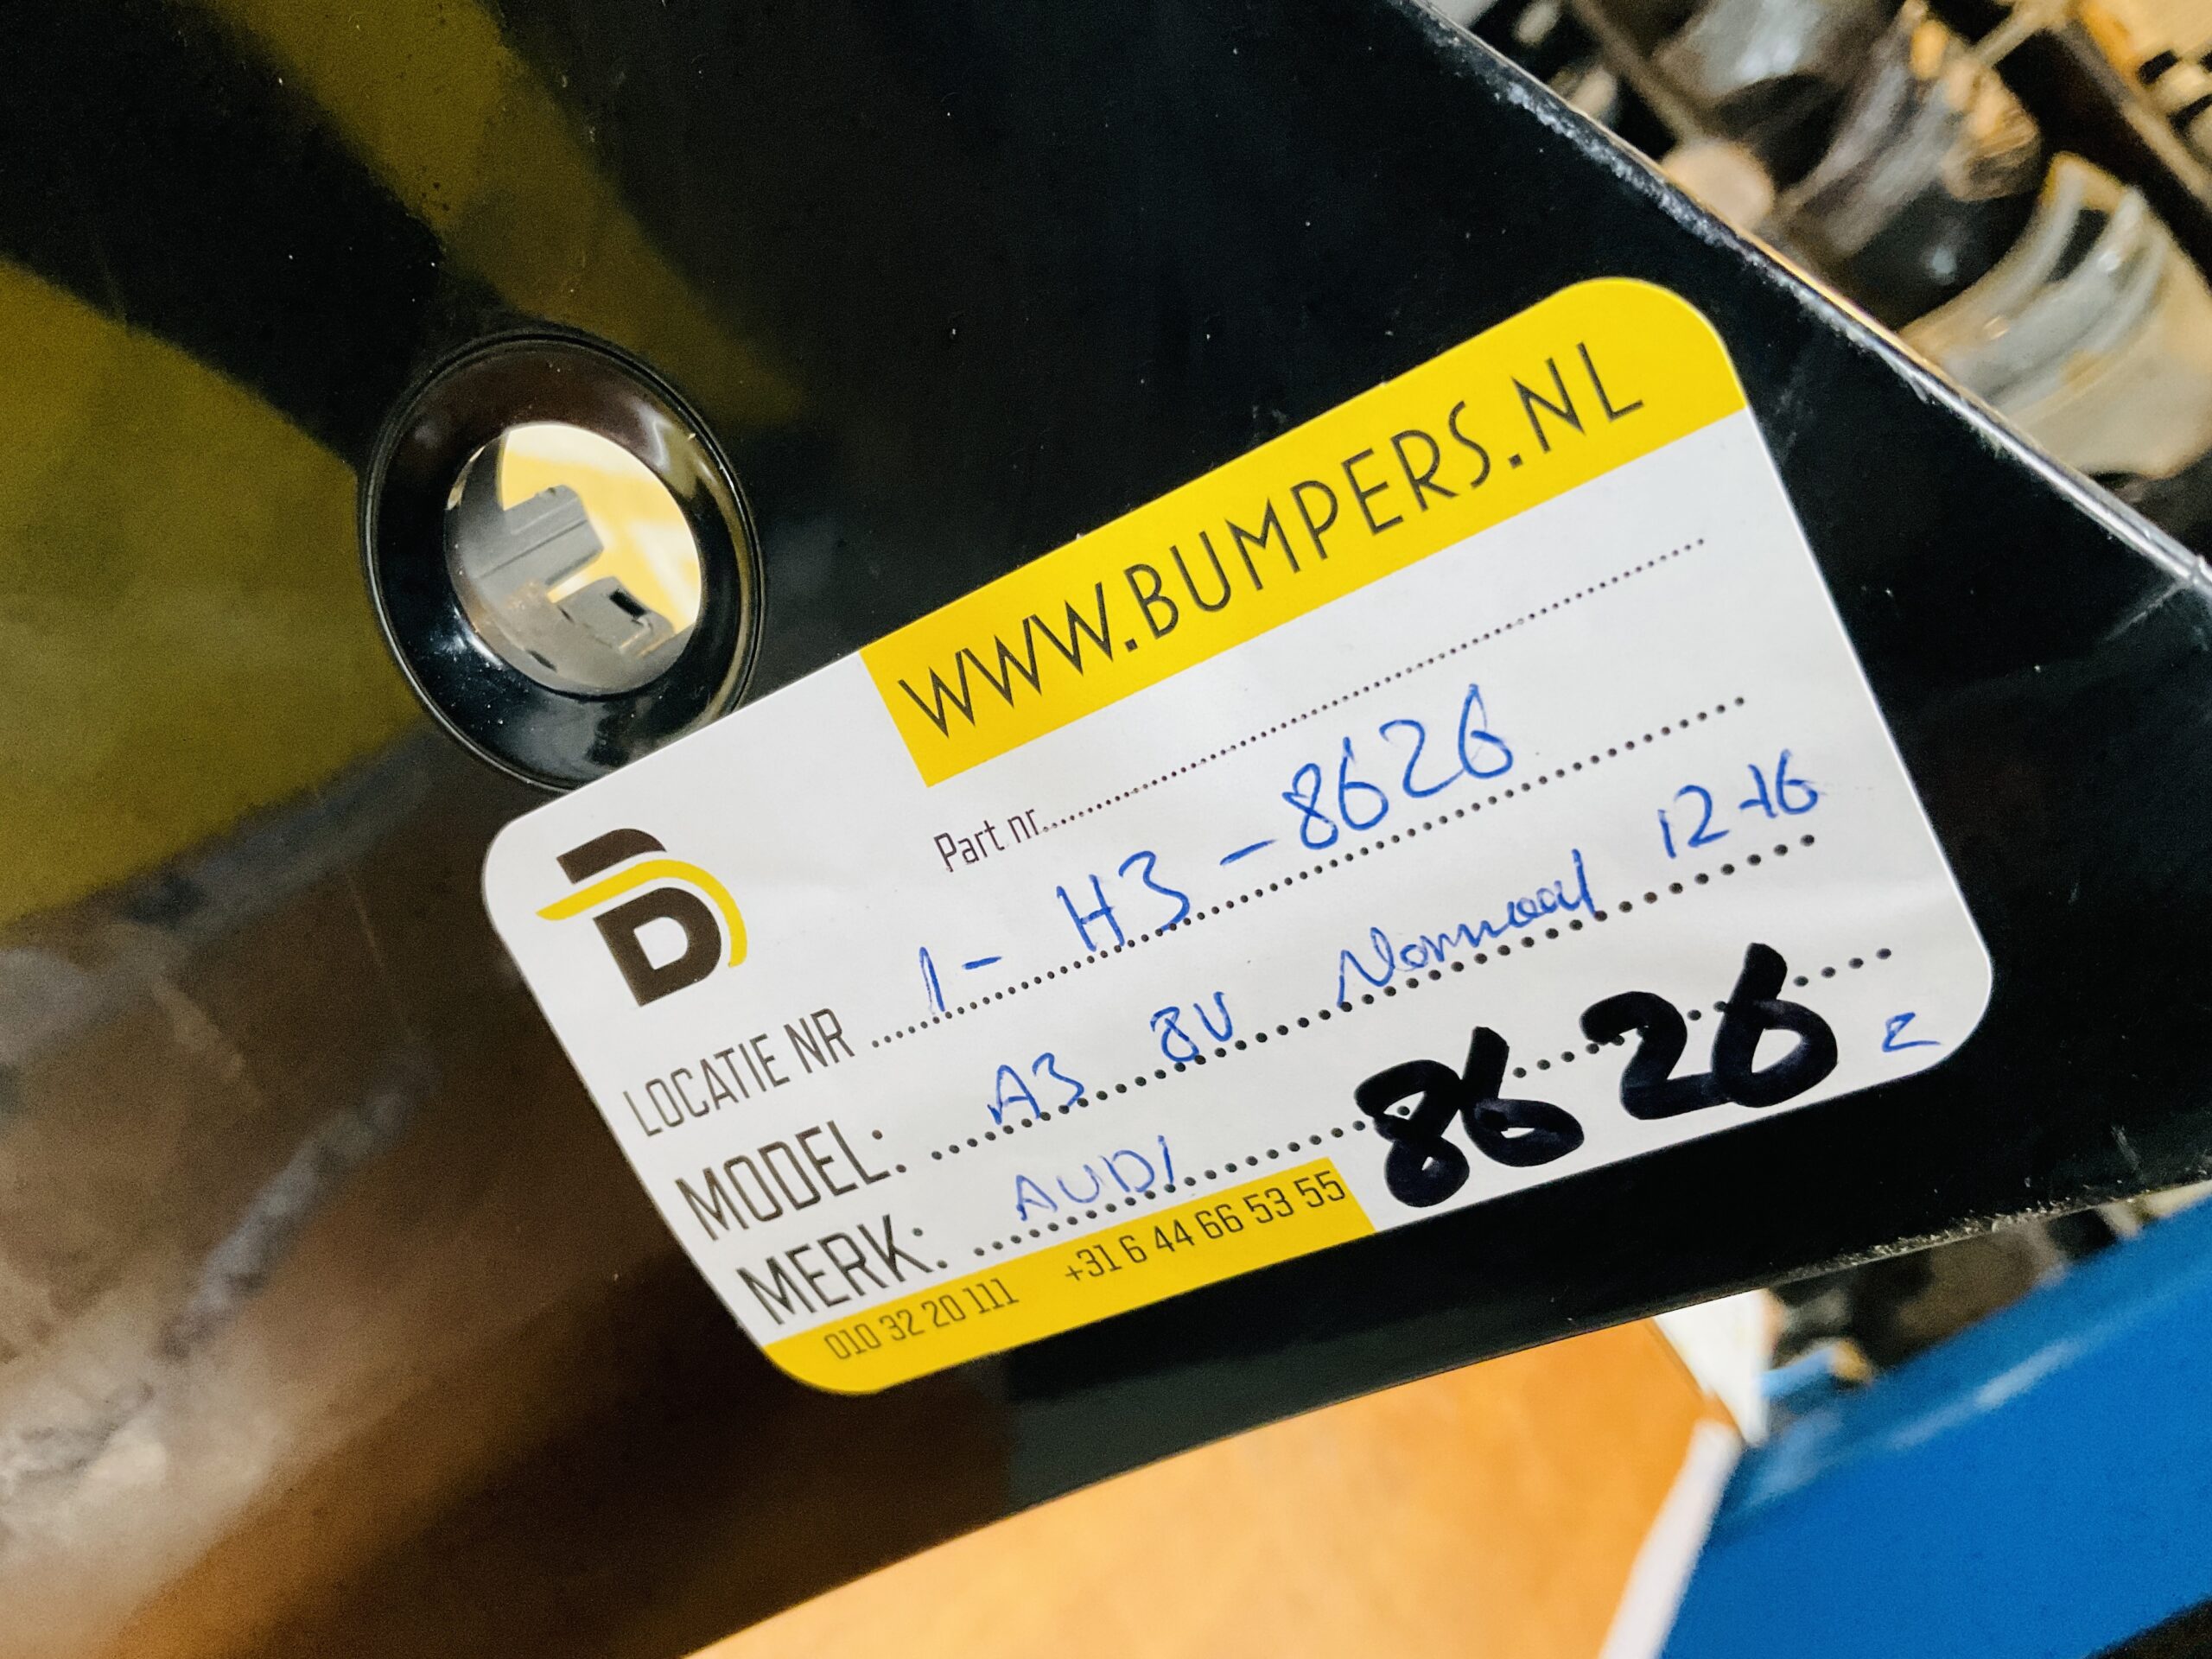 WWW.BUMPERS.NL
Part nr.
LOCATIE NR 1- H3 - 8626
MODEL: A3 8V Normaal 12-16
MERK: AUDI
8626
010 32 20 111 +31 6 44 66 53 55